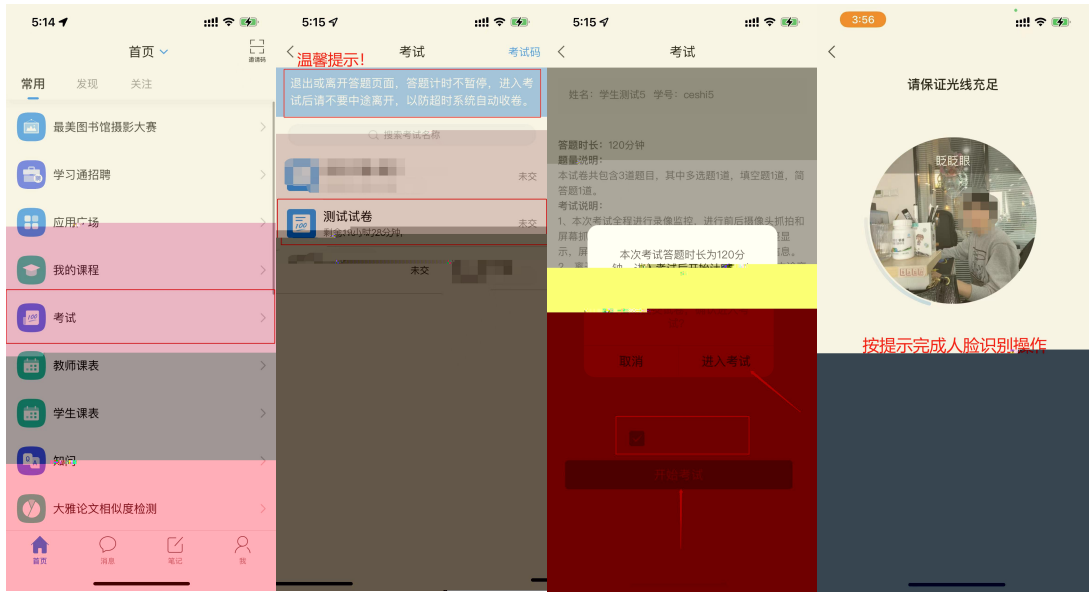 5:14
首页
邀请码
常用
发现
关注
最美图书馆摄影大赛
学习通招聘
应用广场
我的课程
考试
教师课表
学生课表
知问
大雅论文相似度检测
首页
消息
笔记
我
5:15
考试
考试码
温馨提示!
退出或离开答题页面,答题计时不暂停,进入考
试后请不要中途离开,以防超时系统自动收卷。
搜索考试名称
未交
测试试卷
未交
未交
5:15
考试
姓名:学生测试5 学号:ceshi5
答题时长:120分钟
题量说明:
本试卷共包含3道题目,其中多选题1道,填空题1道,简
答题1道。
考试说明:
1、本次考试全程进行录像监控,进行前后摄像头抓拍和
本次考试答题时长为120分
取消
进入考试
开始考试
3:56
请保证光线充足
眨眨眼
按提示完成人脸识别操作